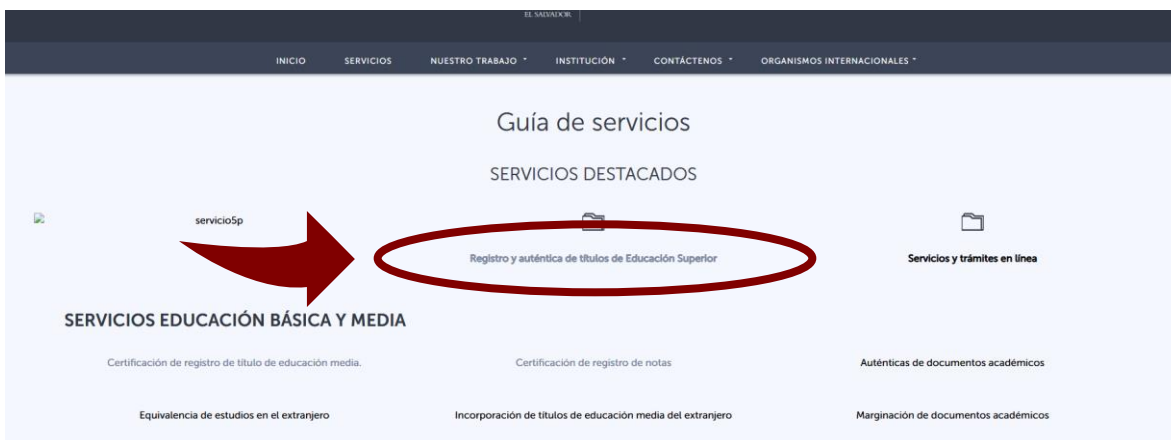 EL SALVADOR
INICIO SERVICIOS NUESTRO TRABAJO INSTITUCIÓN CONTÁCTENOS ORGANISMOS INTERNACIONALES
Guía de servicios
SERVICIOS DESTACADOS
servicio5p
Registro y auténtica de títulos de Educación Superior
Servicios y trámites en línea
SERVICIOS EDUCACIÓN BÁSICA Y MEDIA
Certificación de registro de título de educación media. Certificación de registro de notas Auténticas de documentos académicos
Equivalencia de estudios en el extranjero Incorporación de títulos de educación media del extranjero Marginación de documentos académicos